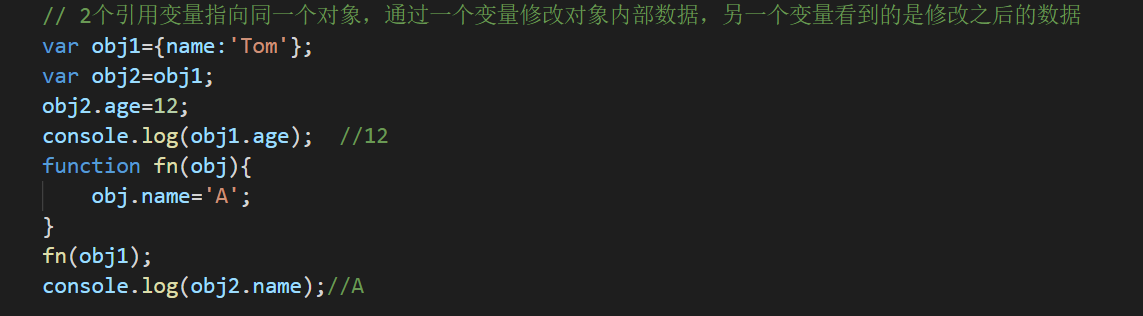 // 2个引用变量指向同一个对象，通过一个变量修改对象内部数据，另一个变量看到的是修改之后的数据
var obj1={name:'Tom'};
var obj2=obj1;
obj2.age=12;
console.log(obj1.age);  //12
function fn(obj){
    obj.name='A';
}
fn(obj1);
console.log(obj2.name);//A